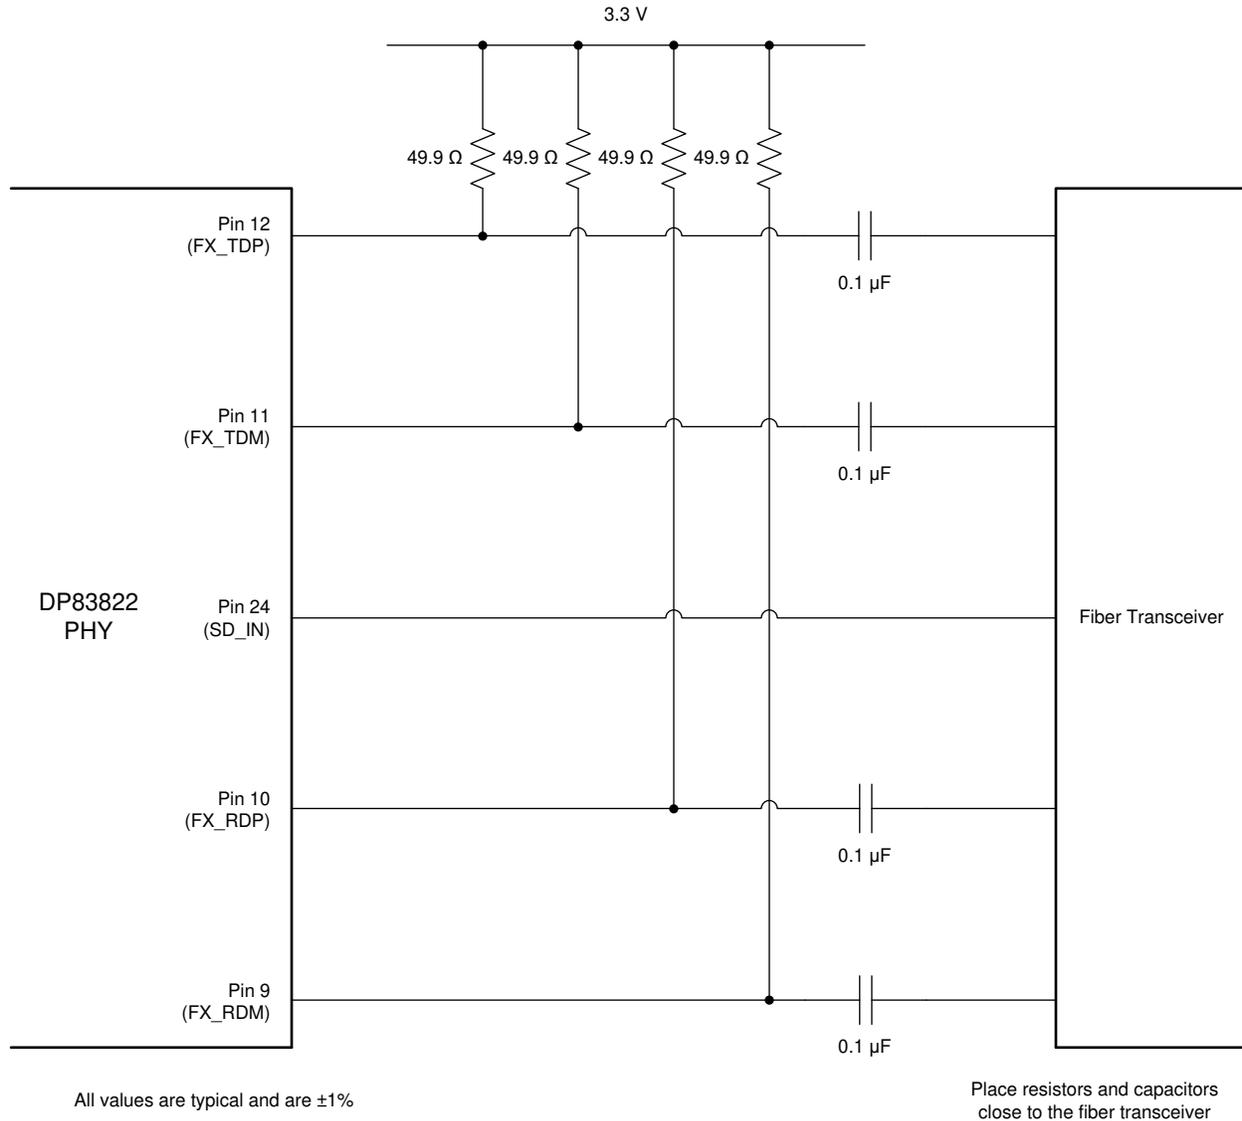 3.3 V
49.9 Ω 49.9 Ω 49.9 Ω 49.9 Ω
Pin 12
(FX_TDP)
0.1 µF
Pin 11
(FX_TDM)
0.1 µF
DP83822
PHY
Pin 24
(SD_IN)
Fiber Transceiver
Pin 10
(FX_RDP)
0.1 µF
Pin 9
(FX_RDM)
0.1 µF
All values are typical and are ±1%
Place resistors and capacitors
close to the fiber transceiver